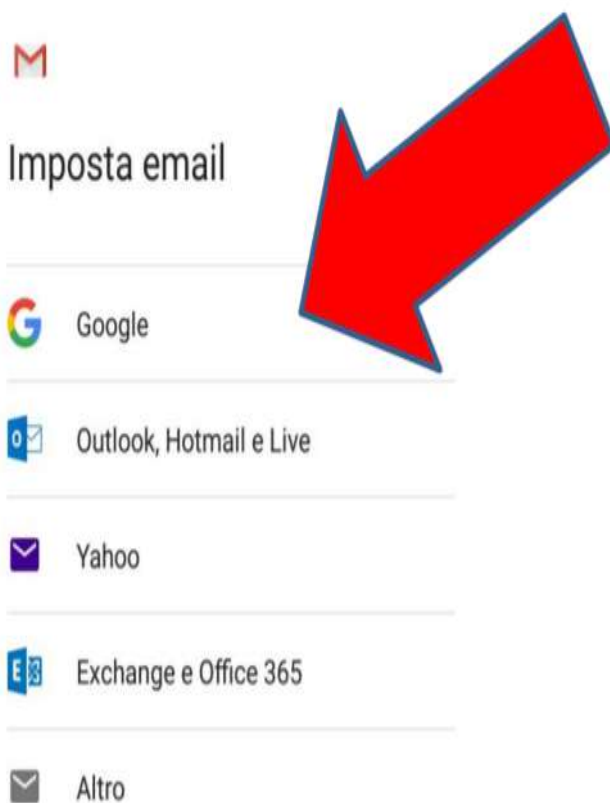 Imposta email
Google
Outlook, Hotmail e Live
Yahoo
Exchange e Office 365
Altro